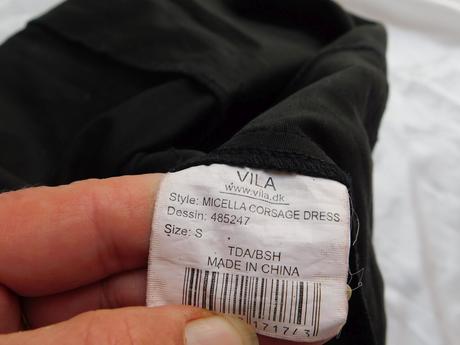 VILA
www.vila.dk
Style: MICELLA CORSAGE DRESS
Dessin: 485247
Size: S
TDA/BSH
MADE IN CHINA